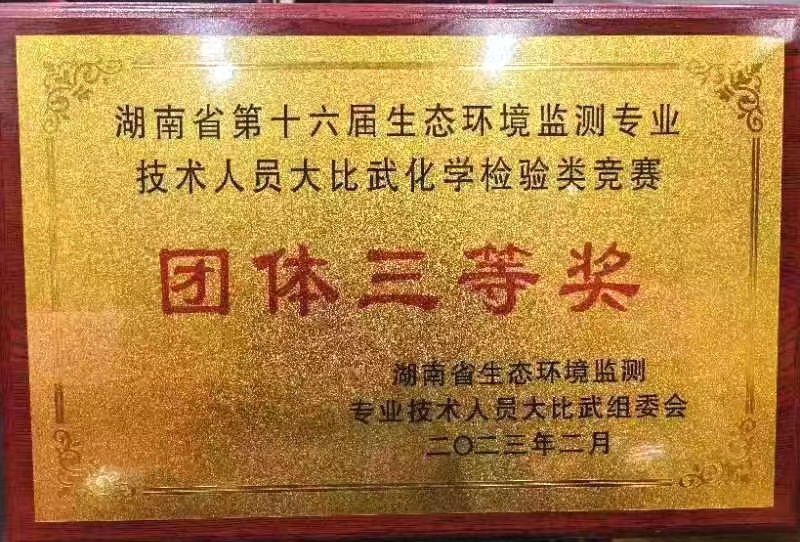 湖南省第十六届生态环境监测专业
技术人员大比武化学检验类竞赛
团体三等奖
湖南省生态环境监测
专业技术人员大比武组委会
二〇二三年二月